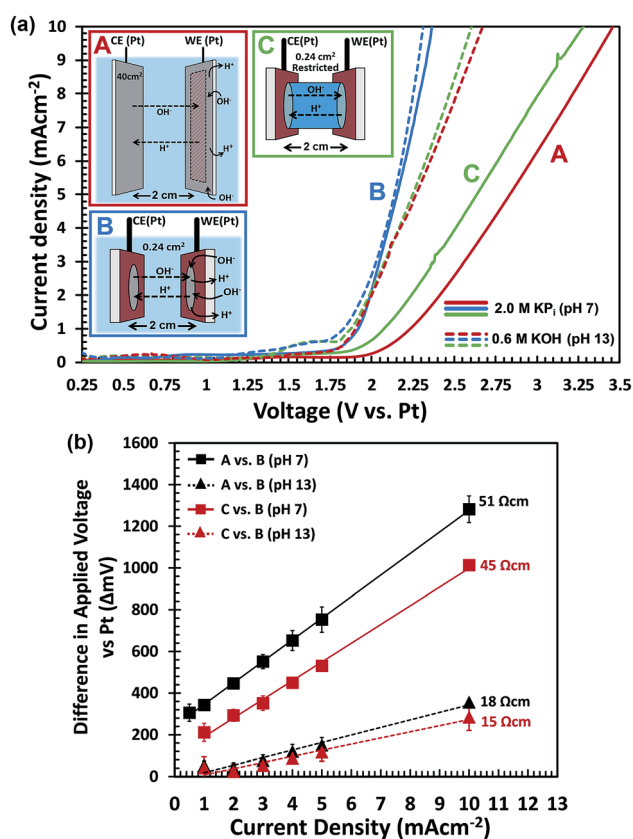 (a)
Current density (mAcm⁻²)
10
9
8
7
6
5
4
3
2
1
0
0.25 0.5 0.75 1 1.25 1.5 1.75 2 2.25 2.5 2.75 3 3.25 3.5
Voltage (V vs. Pt)
A
CE (Pt) WE (Pt)
40cm²
H⁺
OH⁻
OH⁻
H⁺
H⁺
2 cm
OH⁻
B
CE(Pt) WE(Pt)
0.24 cm²
OH⁻
OH⁻
H⁺
H⁺
OH⁻
H⁺
2 cm
C
CE(Pt) WE(Pt)
0.24 cm²
Restricted
OH⁻
H⁺
2 cm
B
C
A
2.0 M KPᵢ (pH 7)
0.6 M KOH (pH 13)
(b)
Difference in Applied Voltage
vs Pt (ΔmV)
1600
1400
1200
1000
800
600
400
200
0
A vs. B (pH 7)
A vs. B (pH 13)
C vs. B (pH 7)
C vs. B (pH 13)
51 Ωcm
45 Ωcm
18 Ωcm
15 Ωcm
0 1 2 3 4 5 6 7 8 9 10 11 12 13
Current Density (mAcm⁻²)